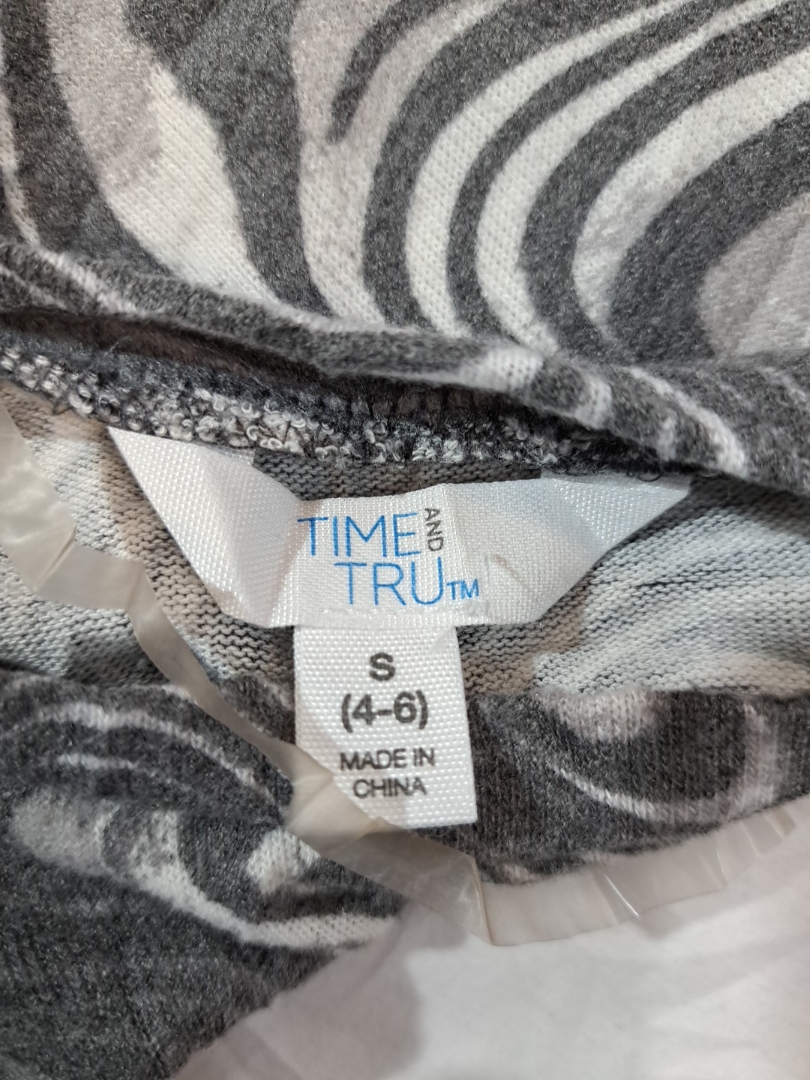 TIME AND
TRU™
S
(4-6)
MADE IN
CHINA